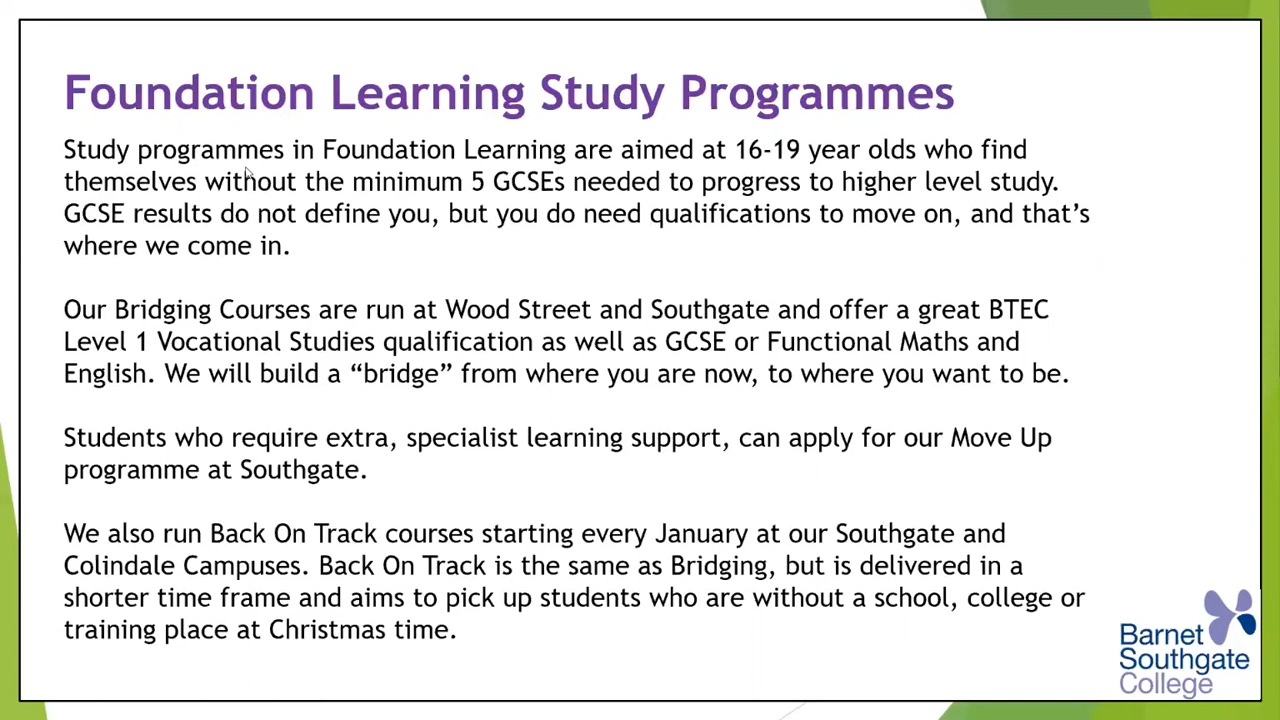 Foundation Learning Study Programmes
Study programmes in Foundation Learning are aimed at 16-19 year olds who find
themselves without the minimum 5 GCSEs needed to progress to higher level study.
GCSE results do not define you, but you do need qualifications to move on, and that’s
where we come in.
Our Bridging Courses are run at Wood Street and Southgate and offer a great BTEC
Level 1 Vocational Studies qualification as well as GCSE or Functional Maths and
English. We will build a “bridge” from where you are now, to where you want to be.
Students who require extra, specialist learning support, can apply for our Move Up
programme at Southgate.
We also run Back On Track courses starting every January at our Southgate and
Colindale Campuses. Back On Track is the same as Bridging, but is delivered in a
shorter time frame and aims to pick up students who are without a school, college or
training place at Christmas time.
Barnet
Southgate
College